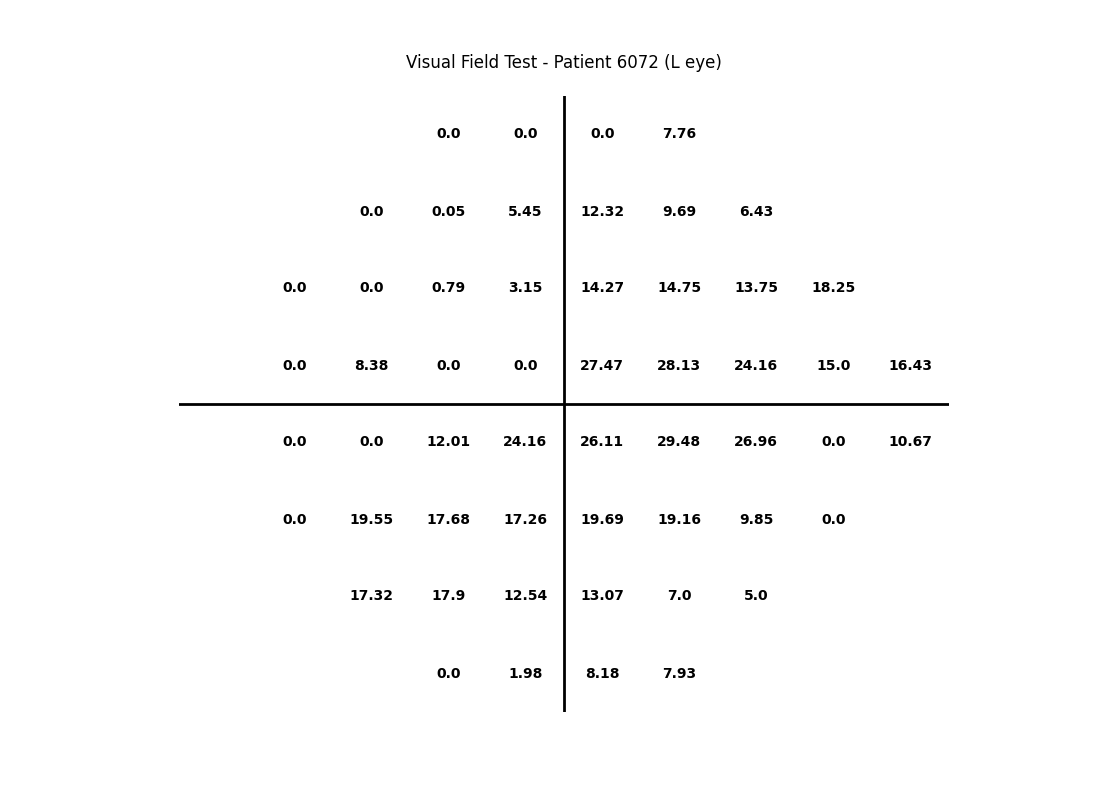 Visual Field Test - Patient 6072 (L eye)
0.0 0.0 0.0 7.76
0.0 0.05 5.45 12.32 9.69 6.43
0.0 0.0 0.79 3.15 14.27 14.75 13.75 18.25
0.0 8.38 0.0 0.0 27.47 28.13 24.16 15.0 16.43
0.0 0.0 12.01 24.16 26.11 29.48 26.96 0.0 10.67
0.0 19.55 17.68 17.26 19.69 19.16 9.85 0.0
17.32 17.9 12.54 13.07 7.0 5.0
0.0 1.98 8.18 7.93